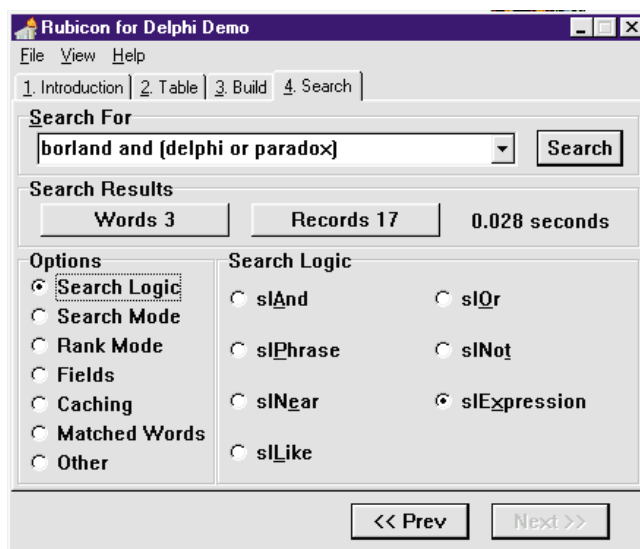 Rubicon for Delphi Demo
File View Help
1. Introduction 2. Table 3. Build 4. Search
Search For
borland and (delphi or paradox) Search
Search Results
Words 3 Records 17 0.028 seconds
Options Search Logic
Search Logic slAnd slOr
Search Mode
Rank Mode slPhrase slNot
Fields
Caching slNear slExpression
Matched Words
Other slLike
<< Prev Next >>